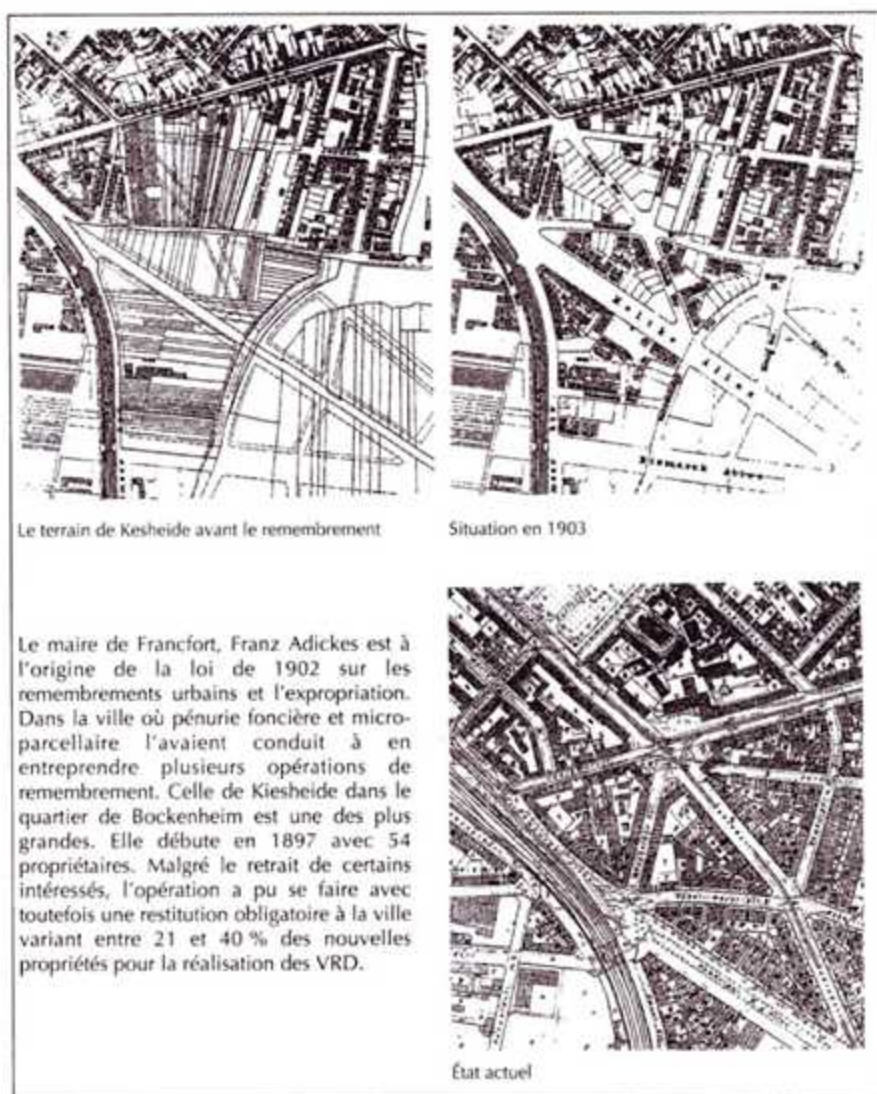 Le terrain de Kesheide avant le remembrement
Situation en 1903
Le maire de Francfort, Franz Adickes est à
l'origine de la loi de 1902 sur les
remembrements urbains et l'expropriation.
Dans la ville où pénurie foncière et micro-
parcellaire l'avaient conduit à en
entreprendre plusieurs opérations de
remembrement. Celle de Kiesheide dans le
quartier de Bockenheim est une des plus
grandes. Elle débute en 1897 avec 54
propriétaires. Malgré le retrait de certains
intéressés, l'opération a pu se faire avec
toutefois une restitution obligatoire à la ville
variant entre 21 et 40 % des nouvelles
propriétés pour la réalisation des VRD.
État actuel